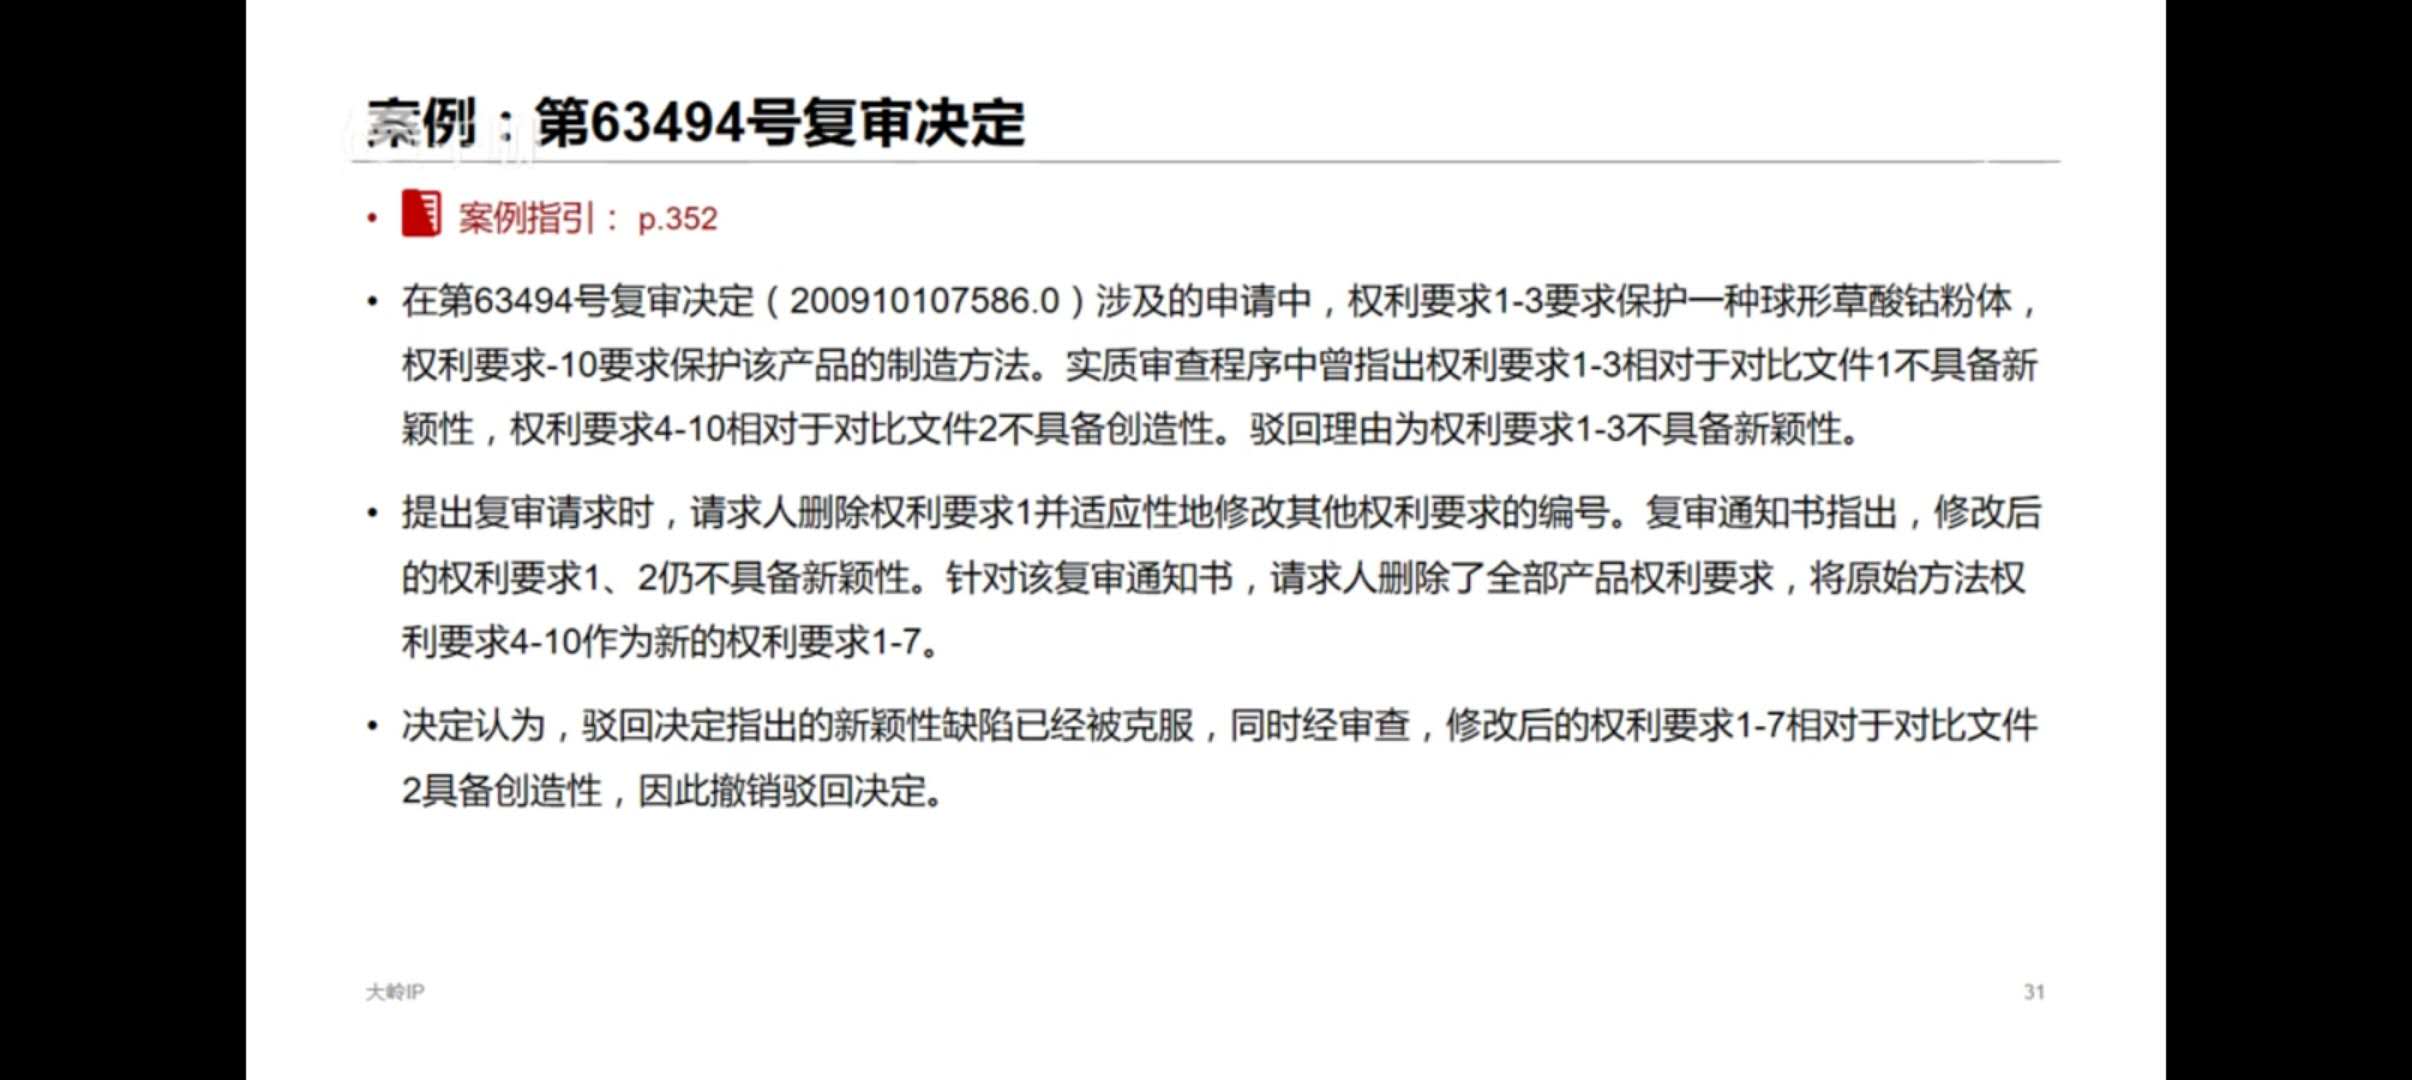 案例：第63494号复审决定
• 案例指引： p.352
• 在第63494号复审决定（200910107586.0）涉及的申请中，权利要求1-3要求保护一种球形草酸钴粉体，
权利要求-10要求保护该产品的制造方法。实质审查程序中曾指出权利要求1-3相对于对比文件1不具备新
颖性，权利要求4-10相对于对比文件2不具备创造性。驳回理由为权利要求1-3不具备新颖性。
• 提出复审请求时，请求人删除权利要求1并适应性地修改其他权利要求的编号。复审通知书指出，修改后
的权利要求1、2仍不具备新颖性。针对该复审通知书，请求人删除了全部产品权利要求，将原始方法权
利要求4-10作为新的权利要求1-7。
• 决定认为，驳回决定指出的新颖性缺陷已经被克服，同时经审查，修改后的权利要求1-7相对于对比文件
2具备创造性，因此撤销驳回决定。
大岭IP
31